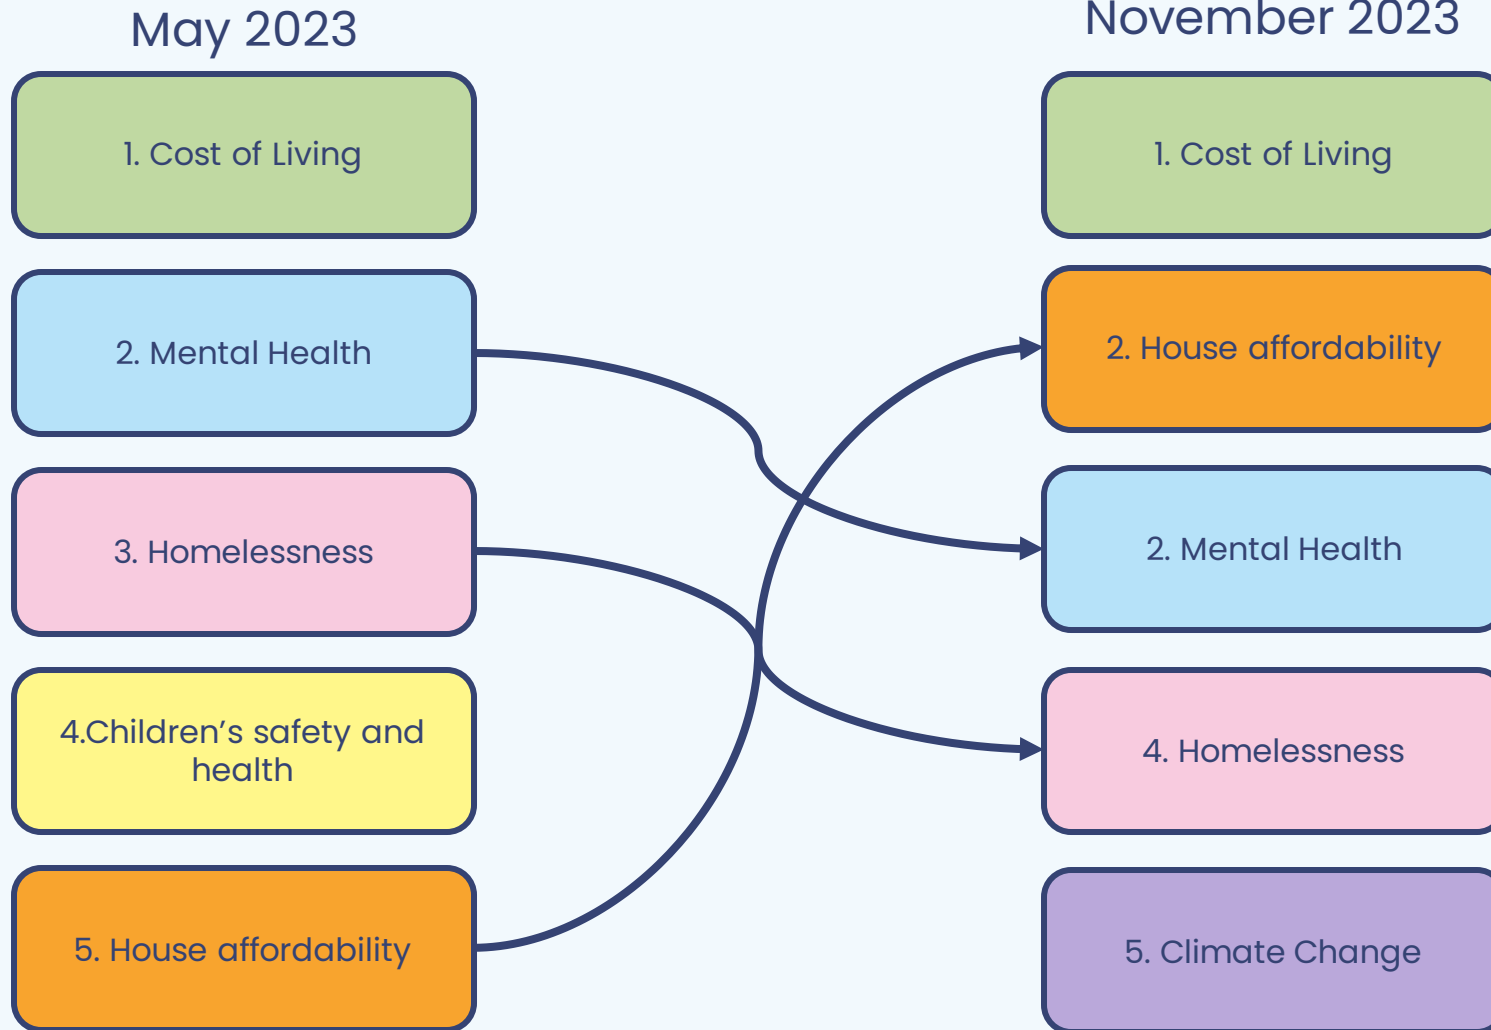 May 2023
1. Cost of Living
2. Mental Health
3. Homelessness
4.Children’s safety and
health
5. House affordability
November 2023
1. Cost of Living
2. House affordability
2. Mental Health
4. Homelessness
5. Climate Change